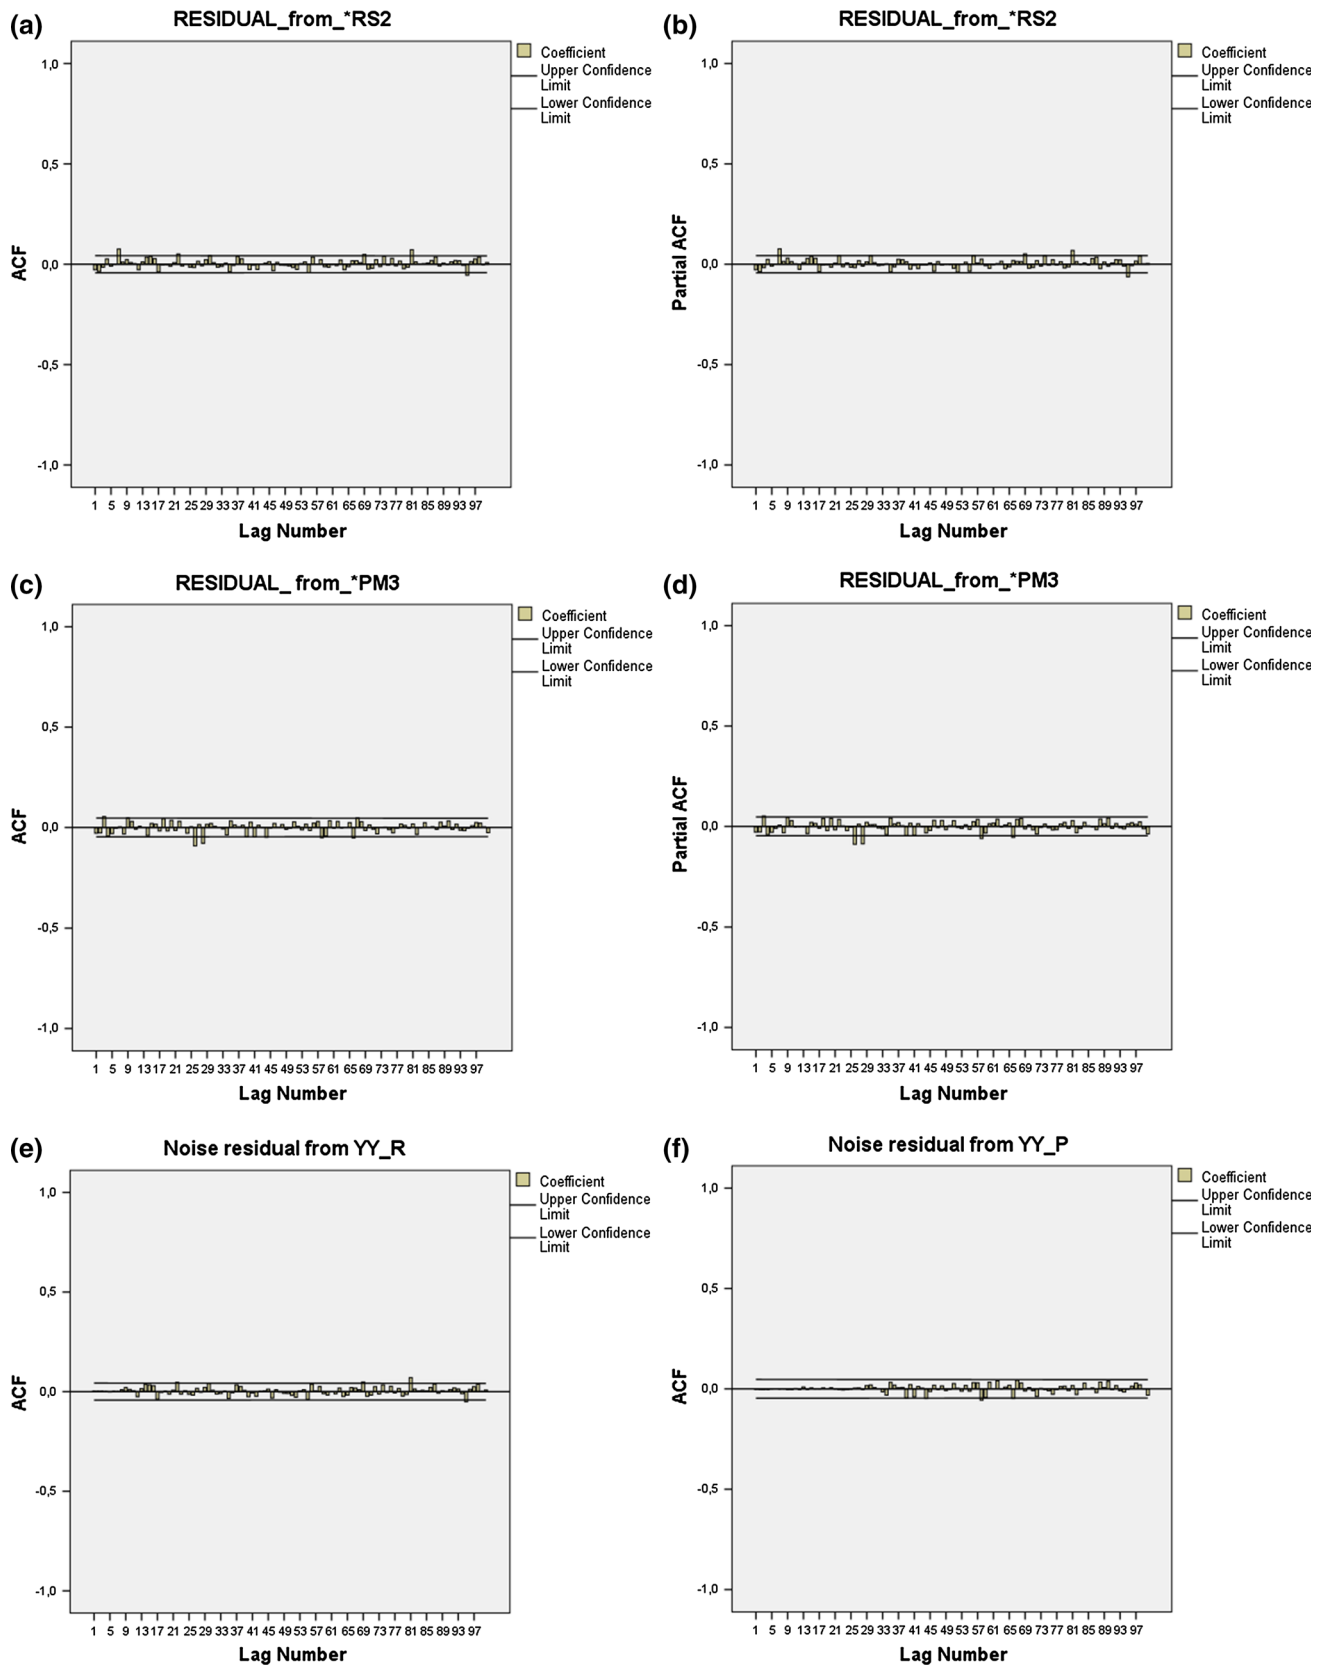 (a)
RESIDUAL_from_*RS2
Coefficient
Upper Confidence
Limit
Lower Confidence
Limit
ACF
1,0
0,5
0,0
-0,5
-1,0
1 5 9 13 17 21 25 29 33 37 41 45 49 53 57 61 65 69 73 77 81 85 89 93 97
Lag Number
(b)
RESIDUAL_from_*RS2
Coefficient
Upper Confidence
Limit
Lower Confidence
Limit
Partial ACF
1,0
0,5
0,0
-0,5
-1,0
1 5 9 13 17 21 25 29 33 37 41 45 49 53 57 61 65 69 73 77 81 85 89 93 97
Lag Number
(c)
RESIDUAL_ from_*PM3
Coefficient
Upper Confidence
Limit
Lower Confidence
Limit
ACF
1,0
0,5
0,0
-0,5
-1,0
1 5 9 13 17 21 25 29 33 37 41 45 49 53 57 61 65 69 73 77 81 85 89 93 97
Lag Number
(d)
RESIDUAL_from_*PM3
Coefficient
Upper Confidence
Limit
Lower Confidence
Limit
Partial ACF
1,0
0,5
0,0
-0,5
-1,0
1 5 9 13 17 21 25 29 33 37 41 45 49 53 57 61 65 69 73 77 81 85 89 93 97
Lag Number
(e)
Noise residual from YY_R
Coefficient
Upper Confidence
Limit
Lower Confidence
Limit
ACF
1,0
0,5
0,0
-0,5
-1,0
1 5 9 13 17 21 25 29 33 37 41 45 49 53 57 61 65 69 73 77 81 85 89 93 97
Lag Number
(f)
Noise residual from YY_P
Coefficient
Upper Confidence
Limit
Lower Confidence
Limit
ACF
1,0
0,5
0,0
-0,5
-1,0
1 5 9 13 17 21 25 29 33 37 41 45 49 53 57 61 65 69 73 77 81 85 89 93 97
Lag Number